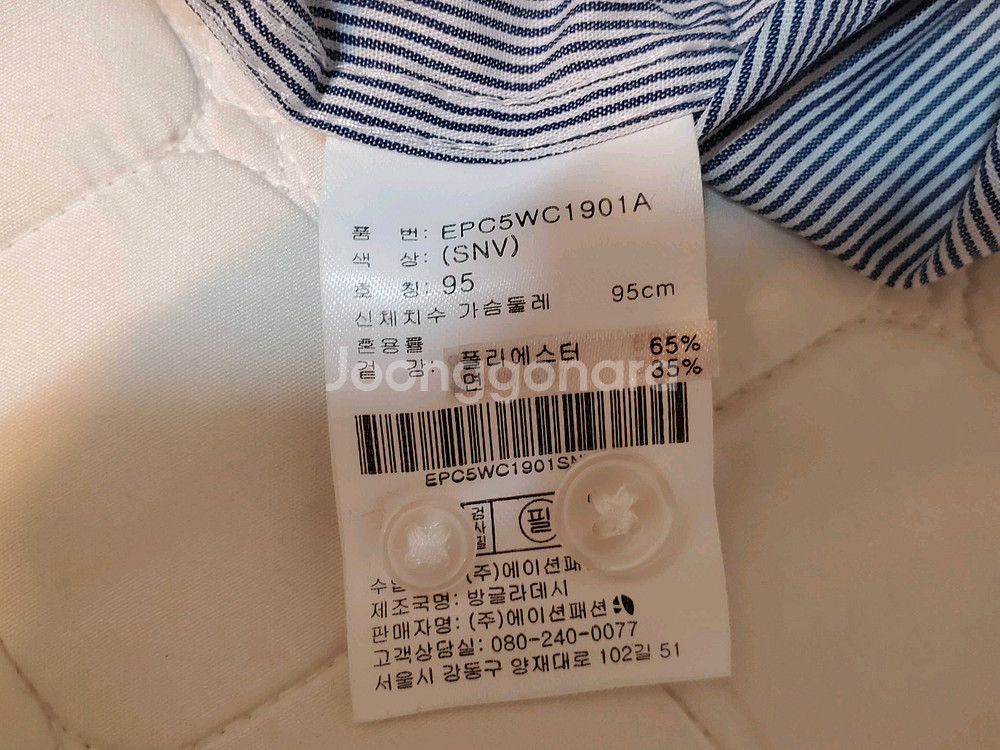 품 번: EPC5WC1901A
색 상: (SNV)
호 칭: 95
신체치수 가슴둘레 95cm
혼용률
겉 감: 폴리에스터 65%
면 35%
Joonggonara
EPC5WC1901SN
검사필 필
(주)에이션패
제조국명: 방글라데시
판매자명: (주)에이션패션
고객상담실: 080-240-0077
서울시 강동구 양재대로 102길 51